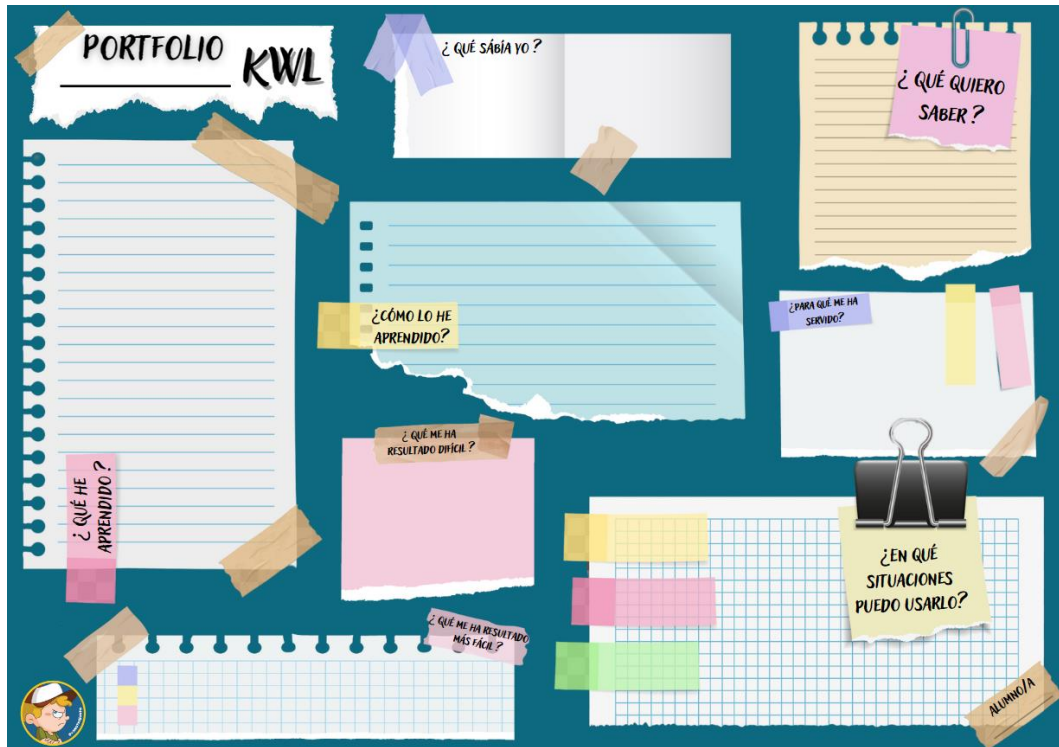 PORTFOLIO
KWL
¿ QUÉ SÁBÍA YO ?
¿ QUÉ QUIERO
SABER ?
¿CÓMO LO HE
APRENDIDO?
¿PARA QUÉ ME HA
SERVIDO?
¿ QUÉ HE
APRENDIDO ?
¿ QUÉ ME HA
RESULTADO DIFÍCIL ?
¿EN QUÉ
SITUACIONES
PUEDO USARLO?
¿ QUÉ ME HA RESULTADO
MÁS FÁCIL ?
ALUMNO/A